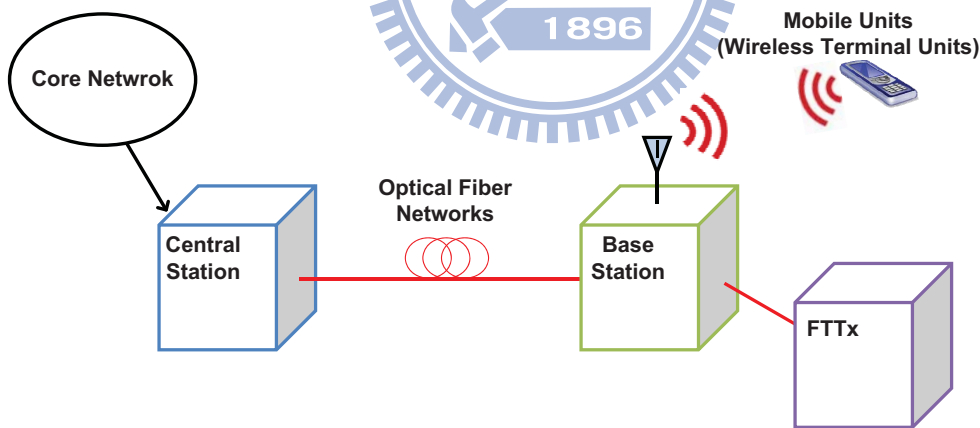 1896
Mobile Units
(Wireless Terminal Units)
Core Netwrok
Optical Fiber
Networks
Central
Station
Base
Station
FTTx